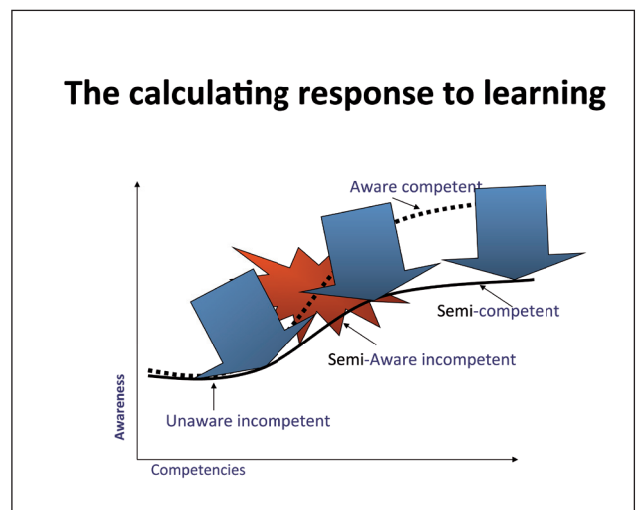 The calculating response to learning
Aware competent
Semi-competent
Semi-Aware incompetent
Unaware incompetent
Awareness
Competencies